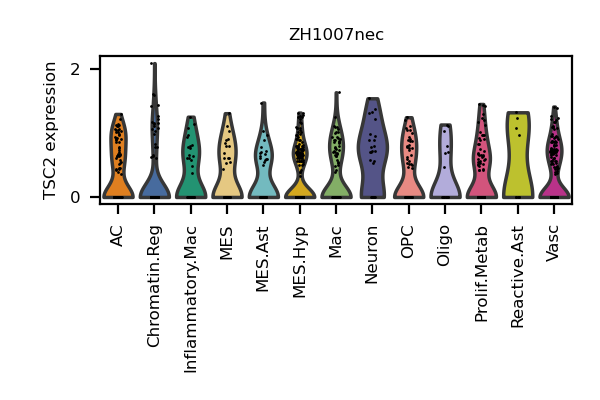 ZH1007nec
TSC2 expression
2
0
AC
Chromatin.Reg
Inflammatory.Mac
MES
MES.Ast
MES.Hyp
Mac
Neuron
OPC
Oligo
Prolif.Metab
Reactive.Ast
Vasc